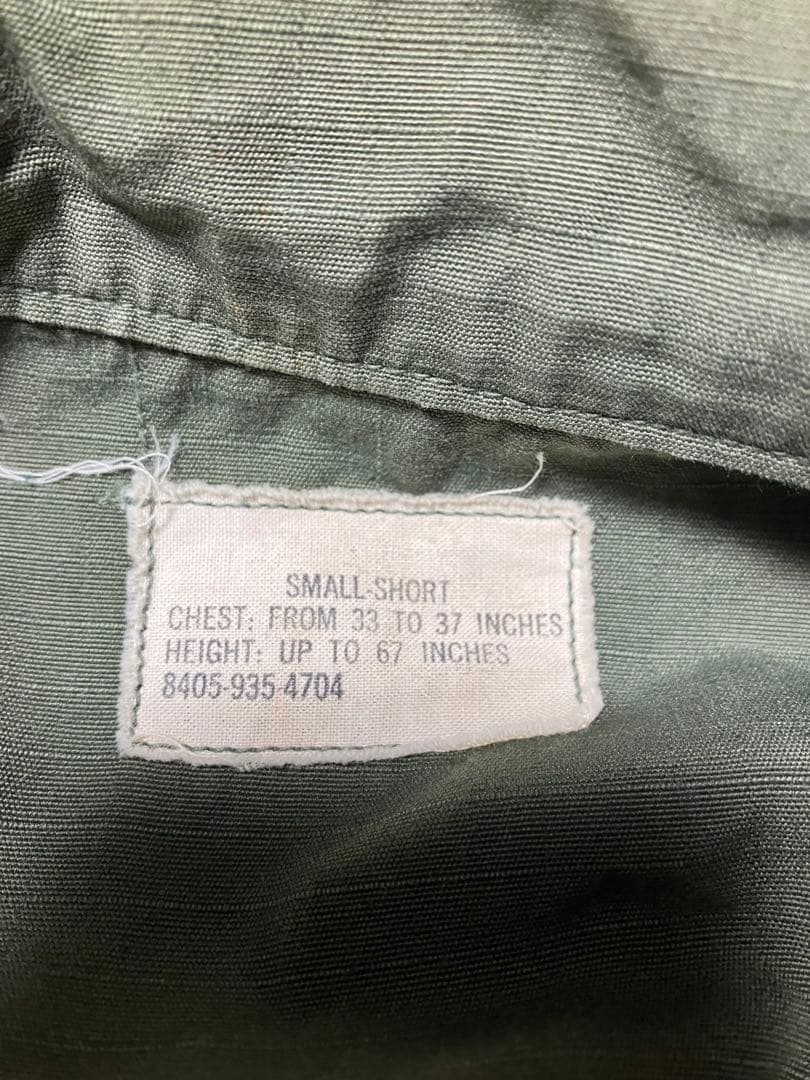 SMALL-SHORT
CHEST: FROM 33 TO 37 INCHES
HEIGHT: UP TO 67 INCHES
8405-935-4704